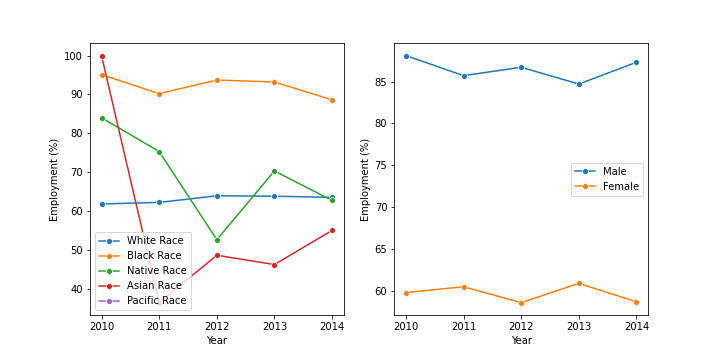 100
90
80
70
60
50
40
Employment (%)
White Race
Black Race
Native Race
Asian Race
Pacific Race
2010 2011 2012 2013 2014
Year
85
80
75
70
65
60
Employment (%)
Male
Female
2010 2011 2012 2013 2014
Year